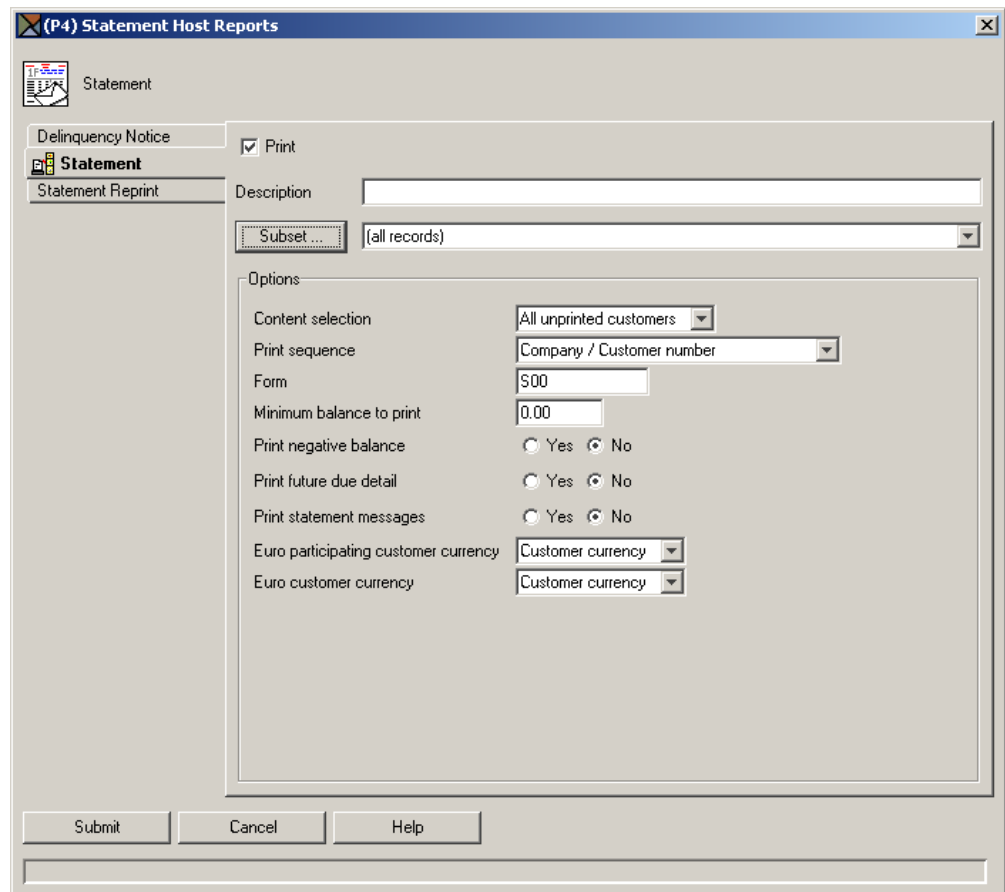 (P4) Statement Host Reports
Statement
Delinquency Notice
Statement
Statement Reprint
Print
Description
Subset ... (all records)
Options
Content selection All unprinted customers
Print sequence Company / Customer number
Form S00
Minimum balance to print 0.00
Print negative balance Yes No
Print future due detail Yes No
Print statement messages Yes No
Euro participating customer currency Customer currency
Euro customer currency Customer currency
Submit Cancel Help